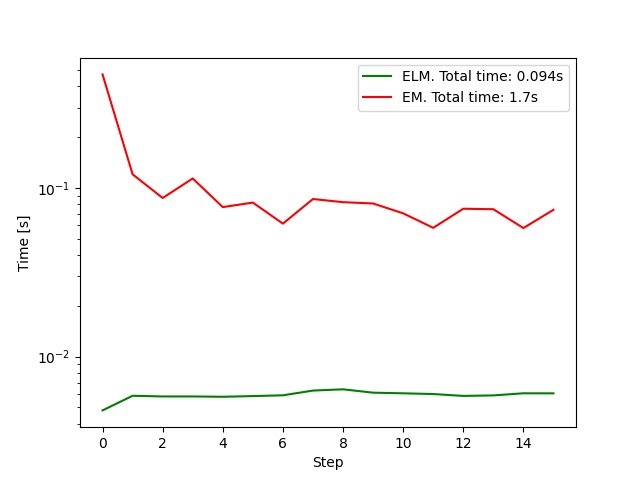 ELM. Total time: 0.094s
EM. Total time: 1.7s
10⁻¹
10⁻²
Time [s]
0 2 4 6 8 10 12 14
Step